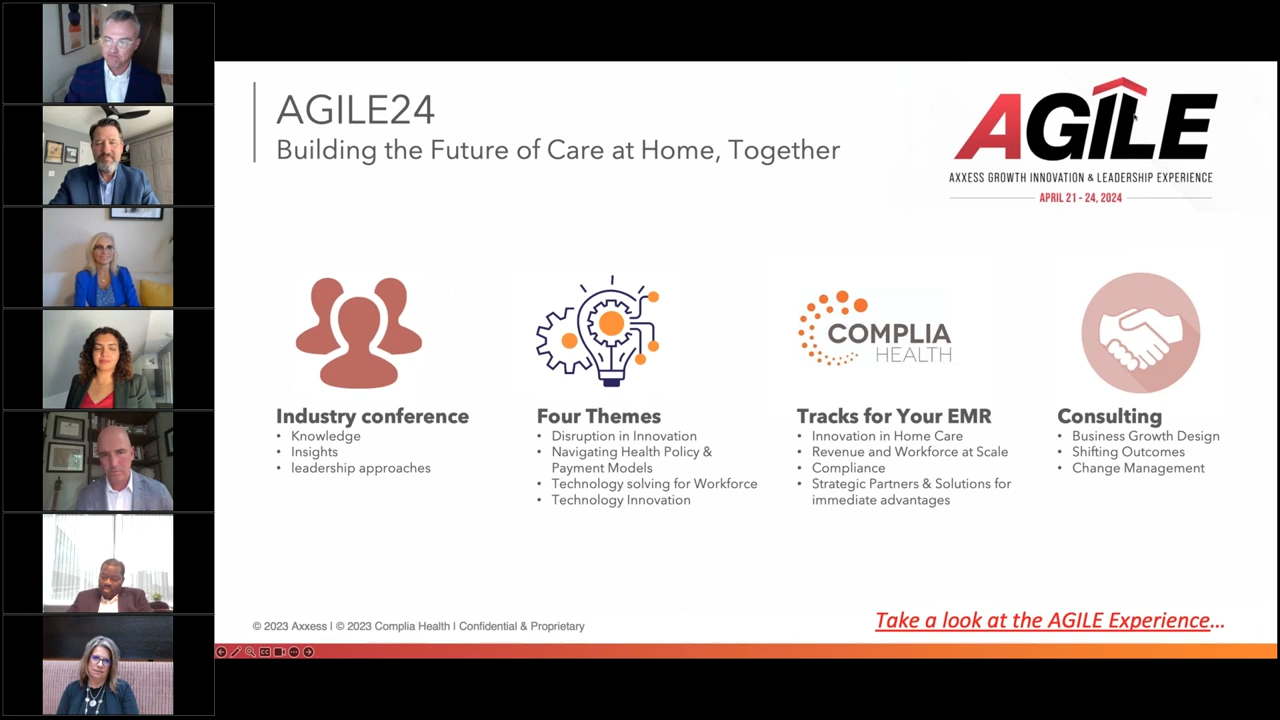 AGILE24
Building the Future of Care at Home, Together
AGILE
AXXESS GROWTH INNOVATION & LEADERSHIP EXPERIENCE
APRIL 21 - 24, 2024
COMPLIA
HEALTH
Industry conference
• Knowledge
• Insights
• leadership approaches
Four Themes
• Disruption in Innovation
• Navigating Health Policy &
Payment Models
• Technology solving for Workforce
• Technology Innovation
Tracks for Your EMR
• Innovation in Home Care
• Revenue and Workforce at Scale
• Compliance
• Strategic Partners & Solutions for
immediate advantages
Consulting
• Business Growth Design
• Shifting Outcomes
• Change Management
© 2023 Axxess | © 2023 Complia Health | Confidential & Proprietary
Take a look at the AGILE Experience...
CC